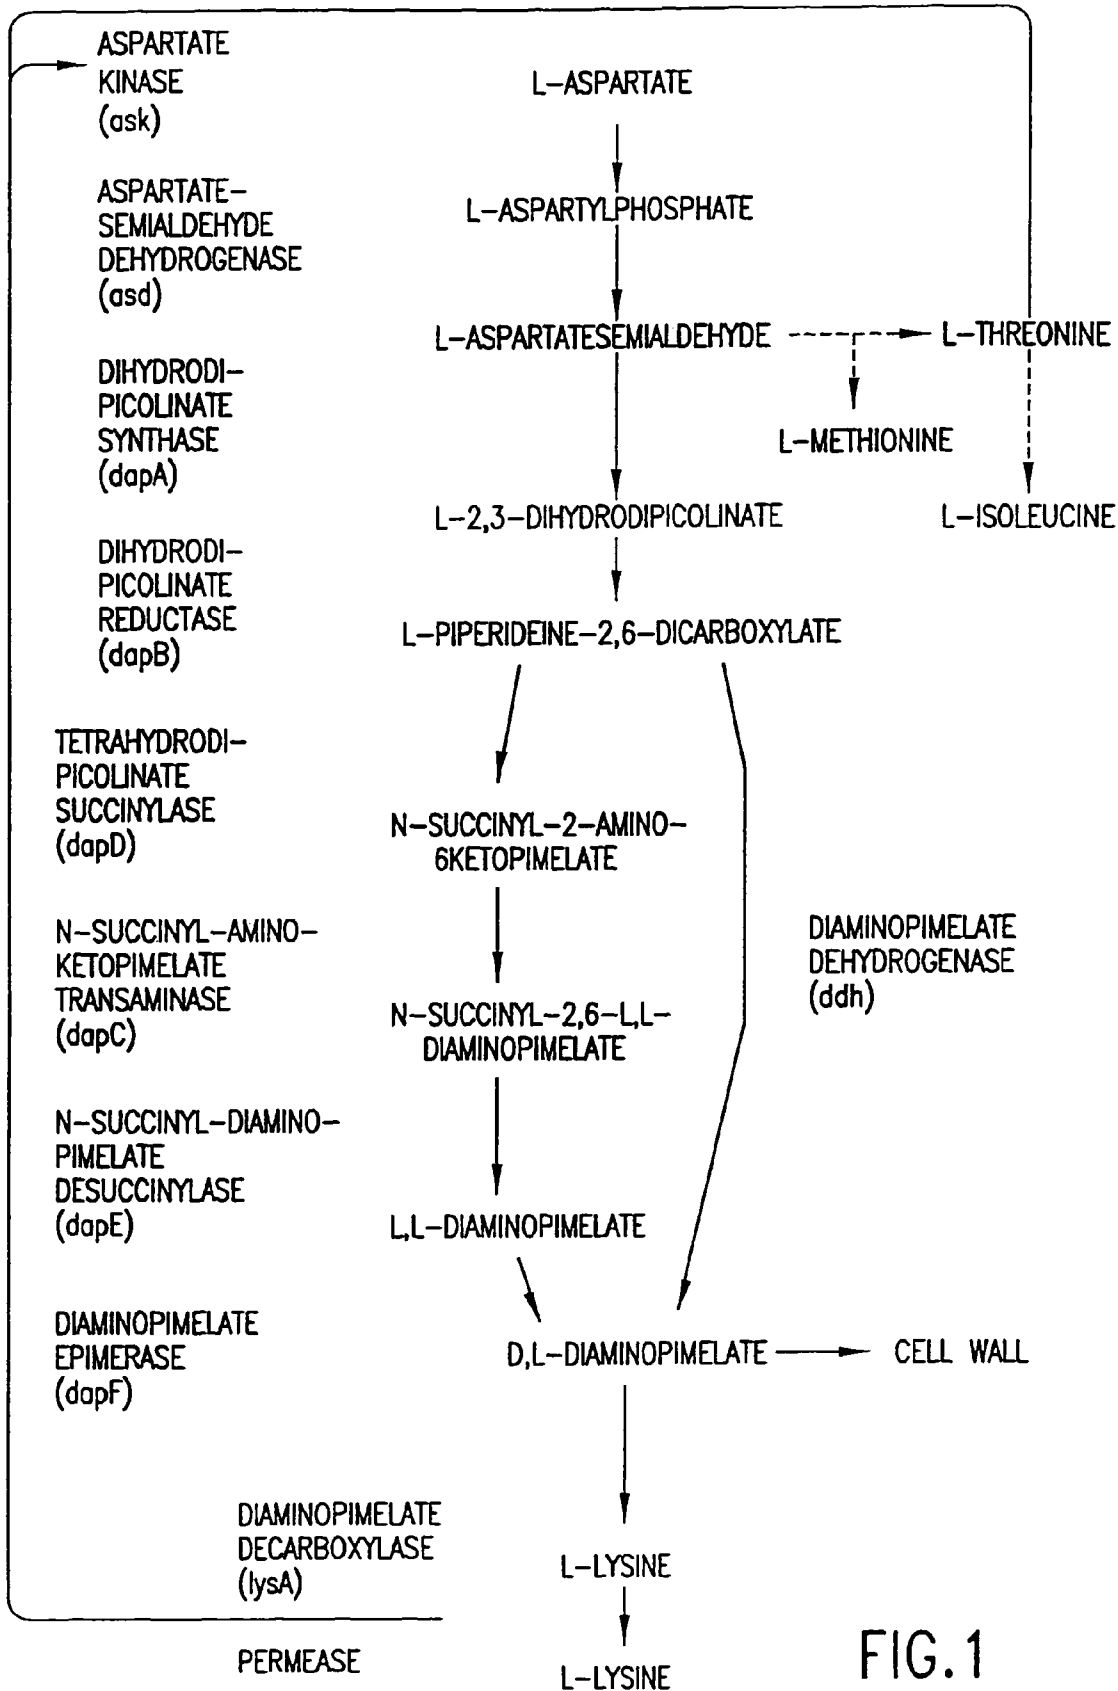 ASPARTATE
KINASE
(ask)
L-ASPARTATE
ASPARTATE-
SEMIALDEHYDE
DEHYDROGENASE
(asd)
L-ASPARTYLPHOSPHATE
L-ASPARTATESEMIALDEHYDE
L-THREONINE
DIHYDRODI-
PICOLINATE
SYNTHASE
(dapA)
L-METHIONINE
L-2,3-DIHYDRODIPICOLINATE
L-ISOLEUCINE
DIHYDRODI-
PICOLINATE
REDUCTASE
(dapB)
L-PIPERIDEINE-2,6-DICARBOXYLATE
TETRAHYDRODI-
PICOLINATE
SUCCINYLASE
(dapD)
N-SUCCINYL-2-AMINO-
6KETOPIMELATE
N-SUCCINYL-AMINO-
KETOPIMELATE
TRANSAMINASE
(dapC)
DIAMINOPIMELATE
DEHYDROGENASE
(ddh)
N-SUCCINYL-2,6-L,L-
DIAMINOPIMELATE
N-SUCCINYL-DIAMINO-
PIMELATE
DESUCCINYLASE
(dapE)
L,L-DIAMINOPIMELATE
DIAMINOPIMELATE
EPIMERASE
(dapF)
D,L-DIAMINOPIMELATE
CELL WALL
DIAMINOPIMELATE
DECARBOXYLASE
(lysA)
L-LYSINE
PERMEASE
L-LYSINE
FIG.1